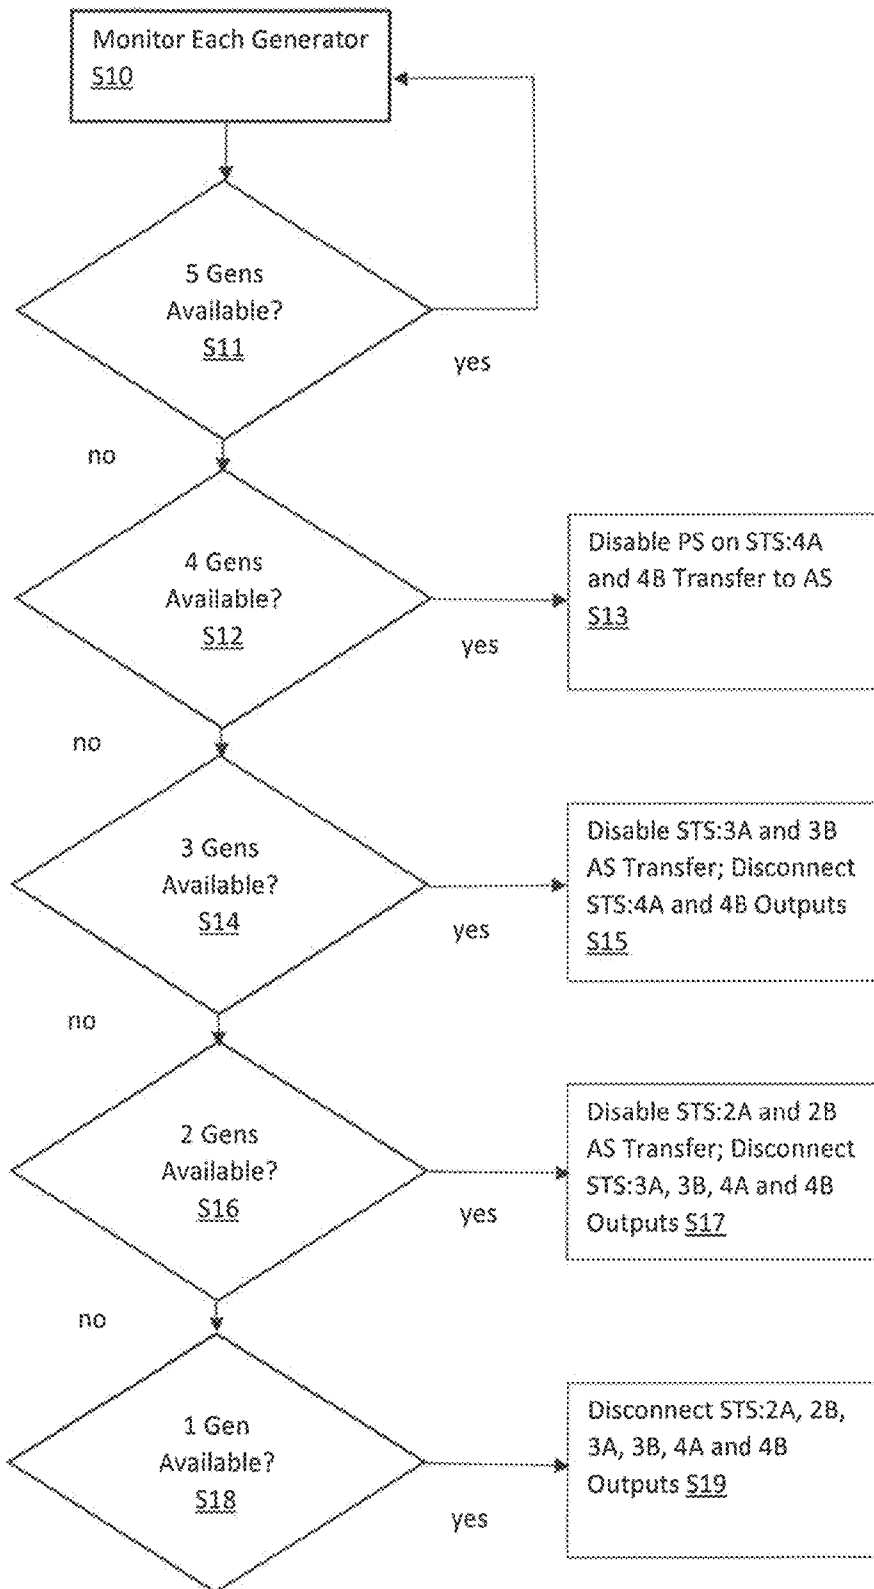 Monitor Each Generator
S10
5 Gens
Available?
S11
yes
no
4 Gens
Available?
S12
yes
Disable PS on STS:4A
and 4B Transfer to AS
S13
no
3 Gens
Available?
S14
yes
Disable STS:3A and 3B
AS Transfer; Disconnect
STS:4A and 4B Outputs
S15
no
2 Gens
Available?
S16
yes
Disable STS:2A and 2B
AS Transfer; Disconnect
STS:3A, 3B, 4A and 4B
Outputs S17
no
1 Gen
Available?
S18
yes
Disconnect STS:2A, 2B,
3A, 3B, 4A and 4B
Outputs S19